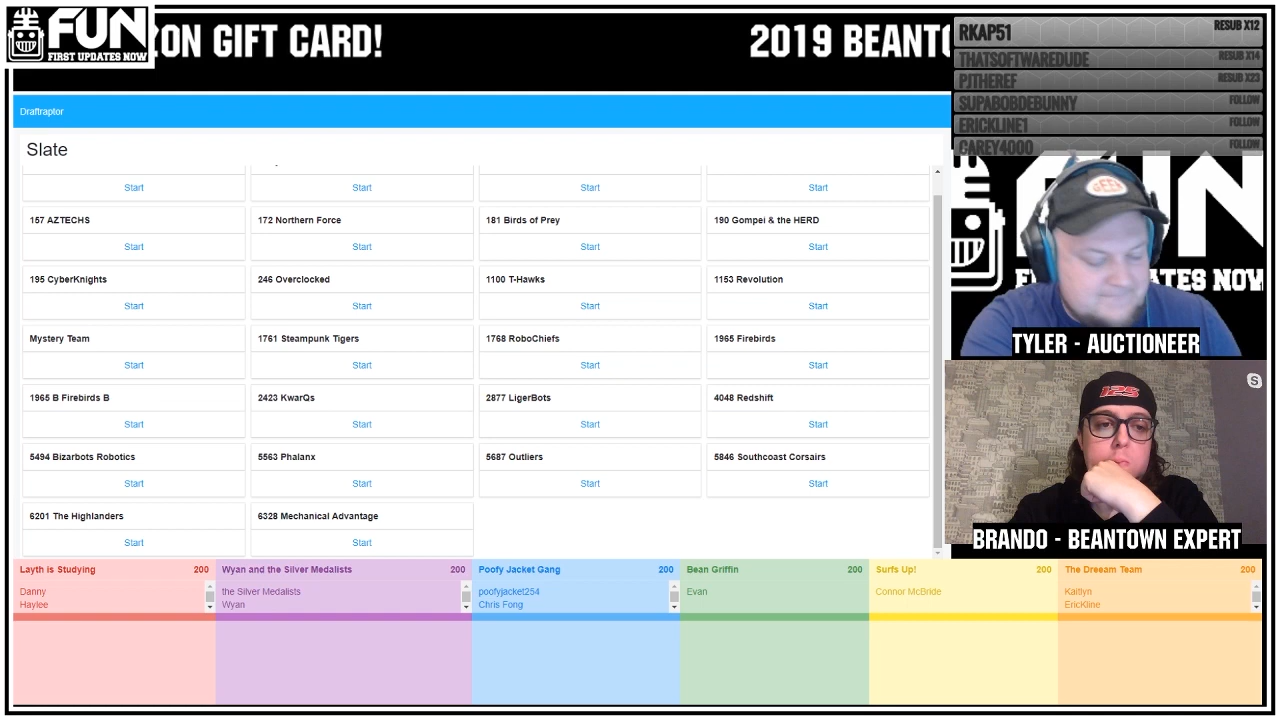 FUN
FIRST UPDATES NOW
ZON GIFT CARD!
2019 BEANTO
RKAP51 RESUB X12
THATSOFTWAREDUDE RESUB X14
PJTHEREF RESUB X23
SUPABOBDEBUNNY FOLLOW
ERICKLINE1 FOLLOW
CAREY4000 FOLLOW
Draftraptor
Slate
Start Start Start Start
157 AZTECHS 172 Northern Force 181 Birds of Prey 190 Gompei & the HERD
Start Start Start Start
195 CyberKnights 246 Overclocked 1100 T-Hawks 1153 Revolution
Start Start Start Start
Mystery Team 1761 Steampunk Tigers 1768 RoboChiefs 1965 Firebirds
Start Start Start Start
1965 B Firebirds B 2423 KwarQs 2877 LigerBots 4048 Redshift
Start Start Start Start
5494 Bizarbots Robotics 5563 Phalanx 5687 Outliers 5846 Southcoast Corsairs
Start Start Start Start
6201 The Highlanders 6328 Mechanical Advantage
Start Start
TYLER - AUCTIONEER
125
BRANDO - BEANTOWN EXPERT
Layth is Studying 200 Wyan and the Silver Medalists 200 Poofy Jacket Gang 200 Bean Griffin 200 Surfs Up! 200 The Dreeam Team 200
Danny the Silver Medalists poofyjacket254 Evan Connor McBride Kaitlyn
Haylee Wyan Chris Fong EricKline